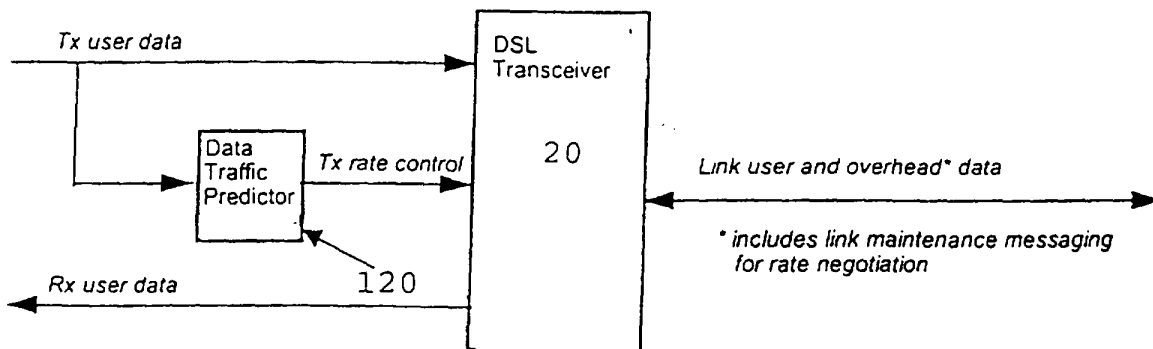 Tx user data
DSL
Transceiver
20
Data
Traffic
Predictor
Tx rate control
Link user and overhead* data
* includes link maintenance messaging
for rate negotiation
120
Rx user data